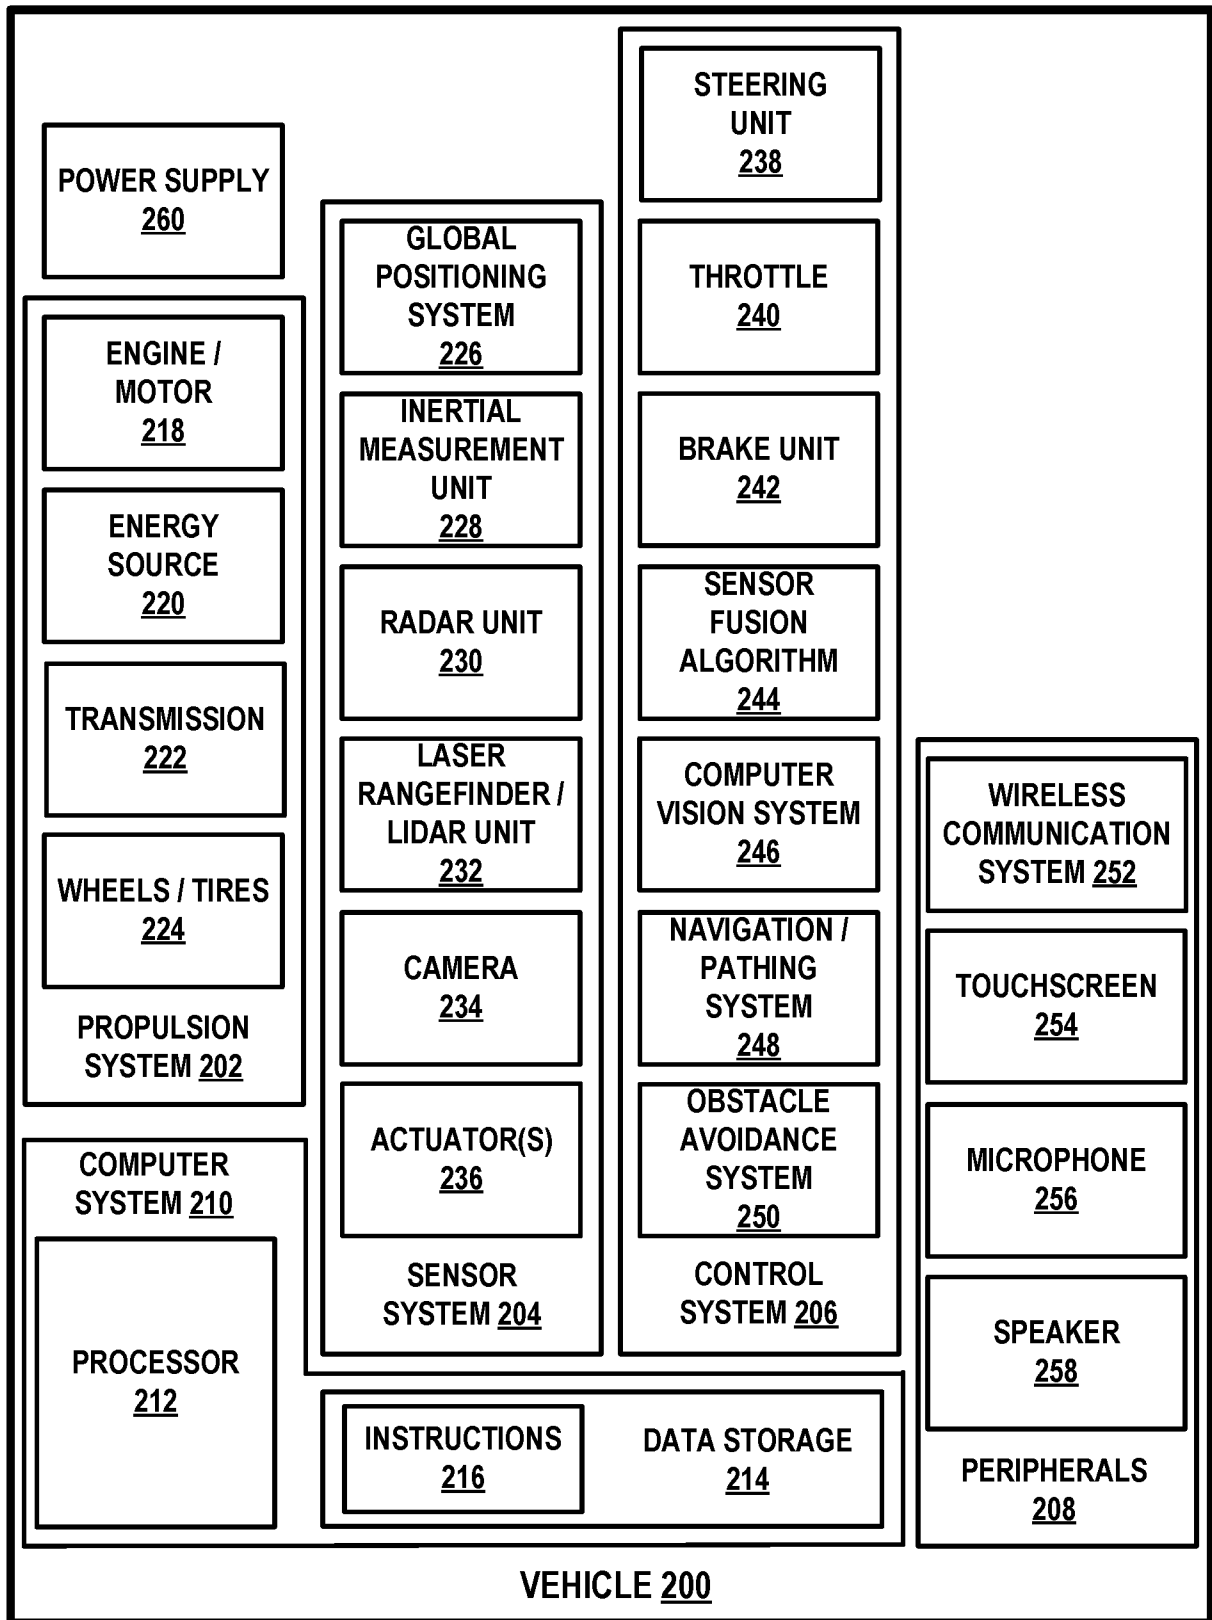 POWER SUPPLY
260
ENGINE /
MOTOR
218
ENERGY
SOURCE
220
TRANSMISSION
222
WHEELS / TIRES
224
PROPULSION
SYSTEM 202
COMPUTER
SYSTEM 210
PROCESSOR
212
GLOBAL
POSITIONING
SYSTEM
226
INERTIAL
MEASUREMENT
UNIT
228
RADAR UNIT
230
LASER
RANGEFINDER /
LIDAR UNIT
232
CAMERA
234
ACTUATOR(S)
236
SENSOR
SYSTEM 204
STEERING
UNIT
238
THROTTLE
240
BRAKE UNIT
242
SENSOR
FUSION
ALGORITHM
244
COMPUTER
VISION SYSTEM
246
NAVIGATION /
PATHING
SYSTEM
248
OBSTACLE
AVOIDANCE
SYSTEM
250
CONTROL
SYSTEM 206
INSTRUCTIONS
216
DATA STORAGE
214
WIRELESS
COMMUNICATION
SYSTEM 252
TOUCHSCREEN
254
MICROPHONE
256
SPEAKER
258
PERIPHERALS
208
VEHICLE 200